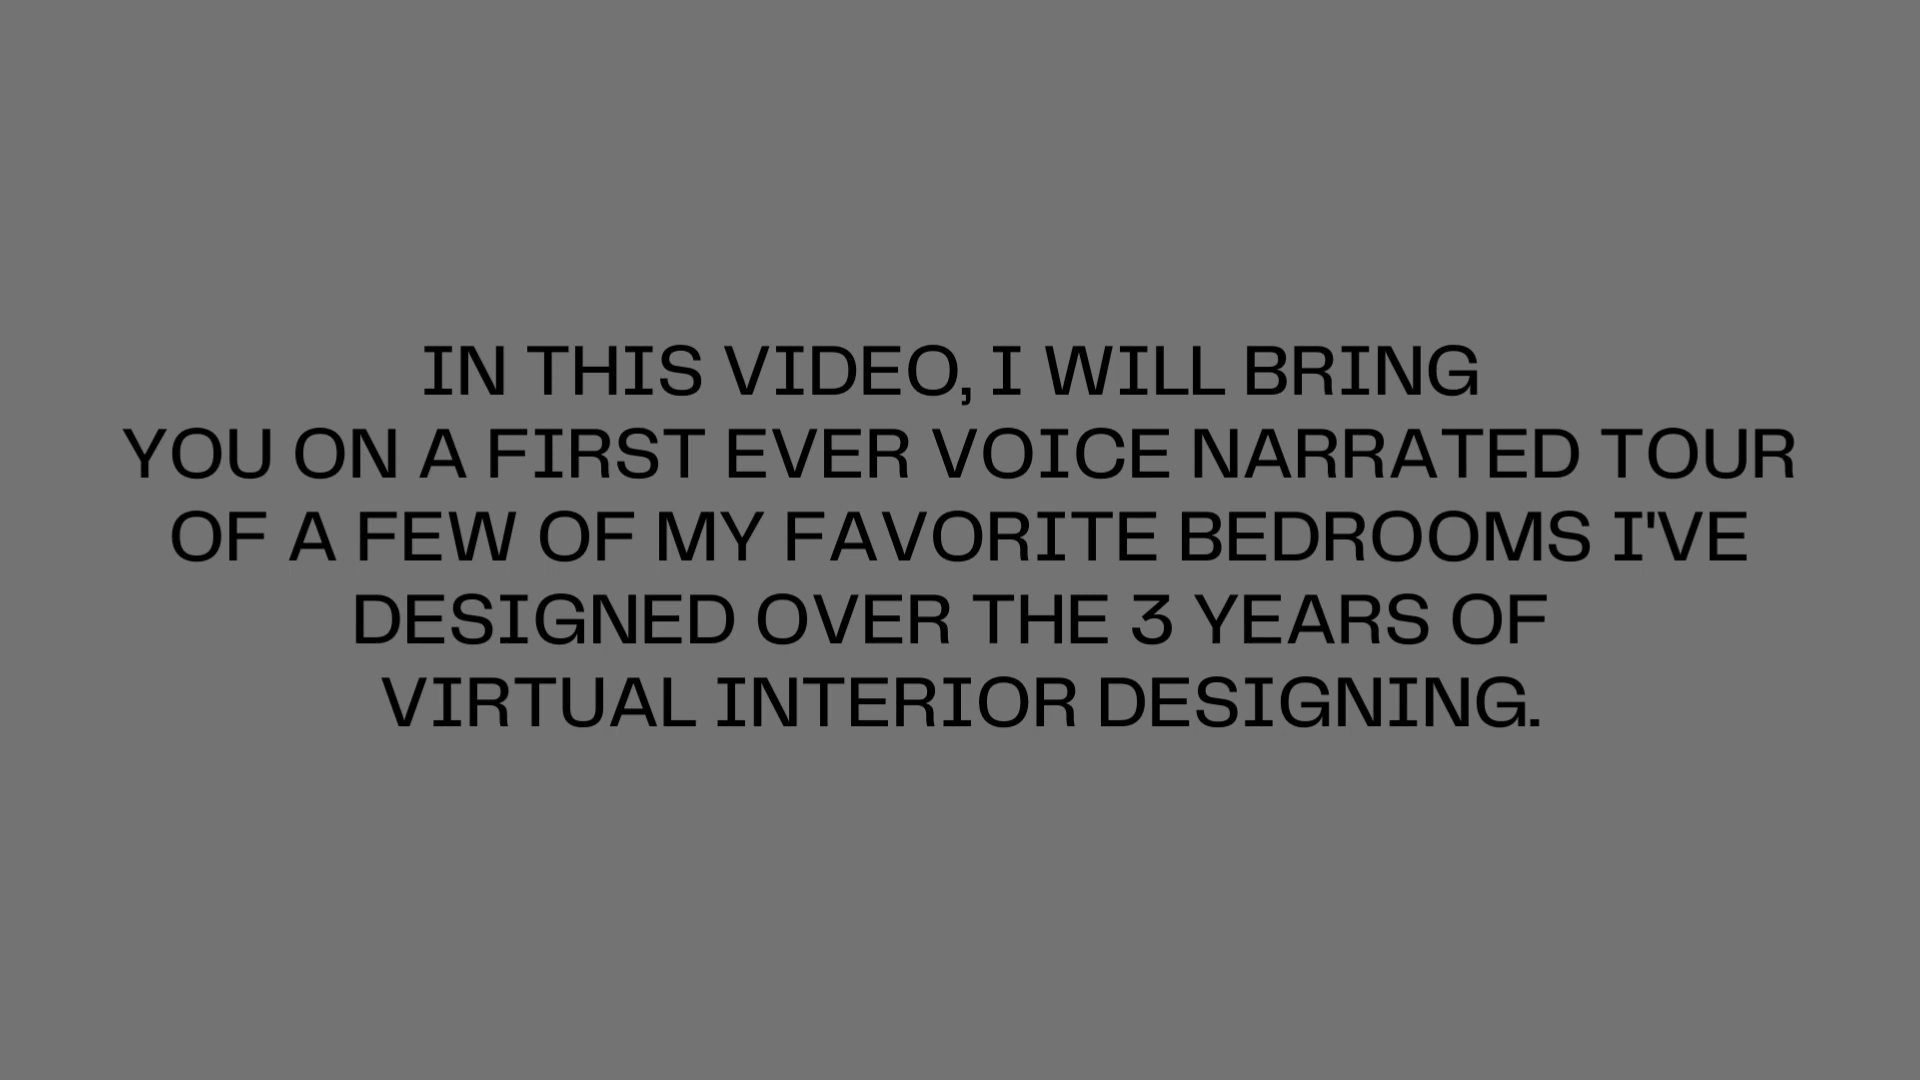 IN THIS VIDEO, I WILL BRING
YOU ON A FIRST EVER VOICE NARRATED TOUR
OF A FEW OF MY FAVORITE BEDROOMS I'VE
DESIGNED OVER THE 3 YEARS OF
VIRTUAL INTERIOR DESIGNING.